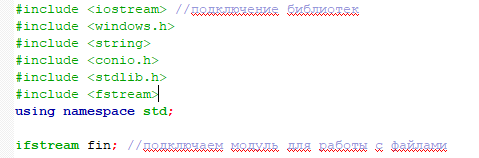 #include <iostream> //подключение библиотек
#include <windows.h>
#include <string>
#include <conio.h>
#include <stdlib.h>
#include <fstream>
using namespace std;
ifstream fin; //подключаем модуль для работы с файлами